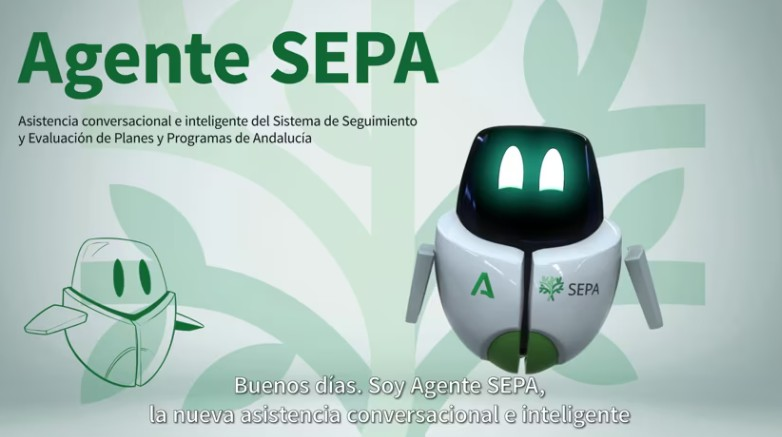 Agente SEPA
Asistencia conversacional e inteligente del Sistema de Seguimiento
y Evaluación de Planes y Programas de Andalucía
SEPA
Buenos días. Soy Agente SEPA,
la nueva asistencia conversacional e inteligente